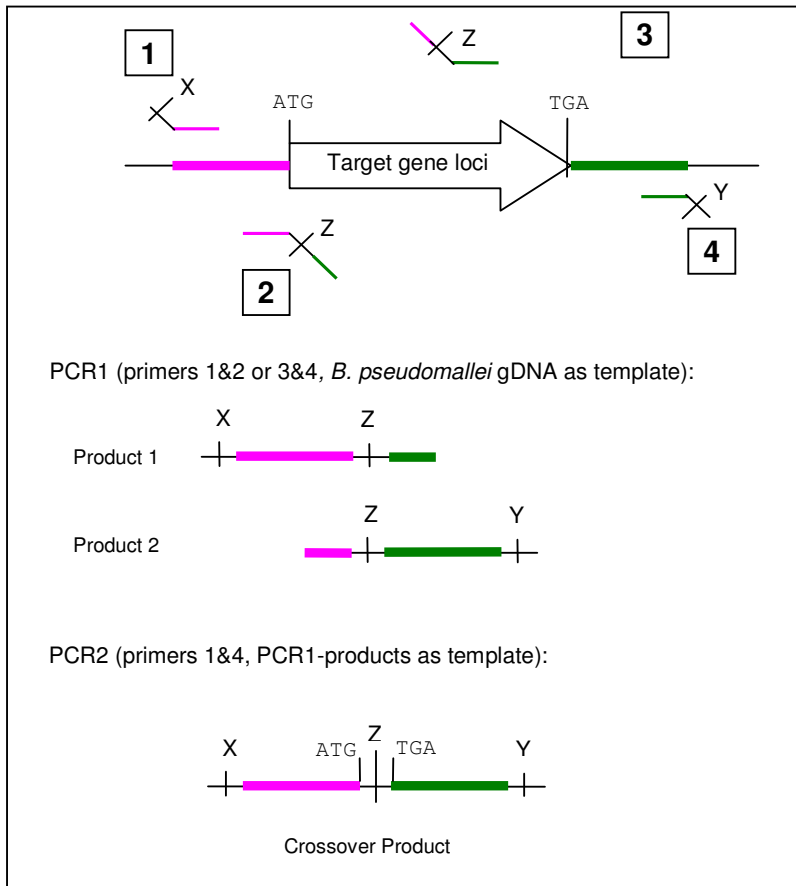 1
X
Z
3
ATG
TGA
Target gene loci
Z
2
Y
4
PCR1 (primers 1&2 or 3&4, B. pseudomallei gDNA as template):
X Z
Product 1
Z Y
Product 2
PCR2 (primers 1&4, PCR1-products as template):
X ATG Z TGA Y
Crossover Product